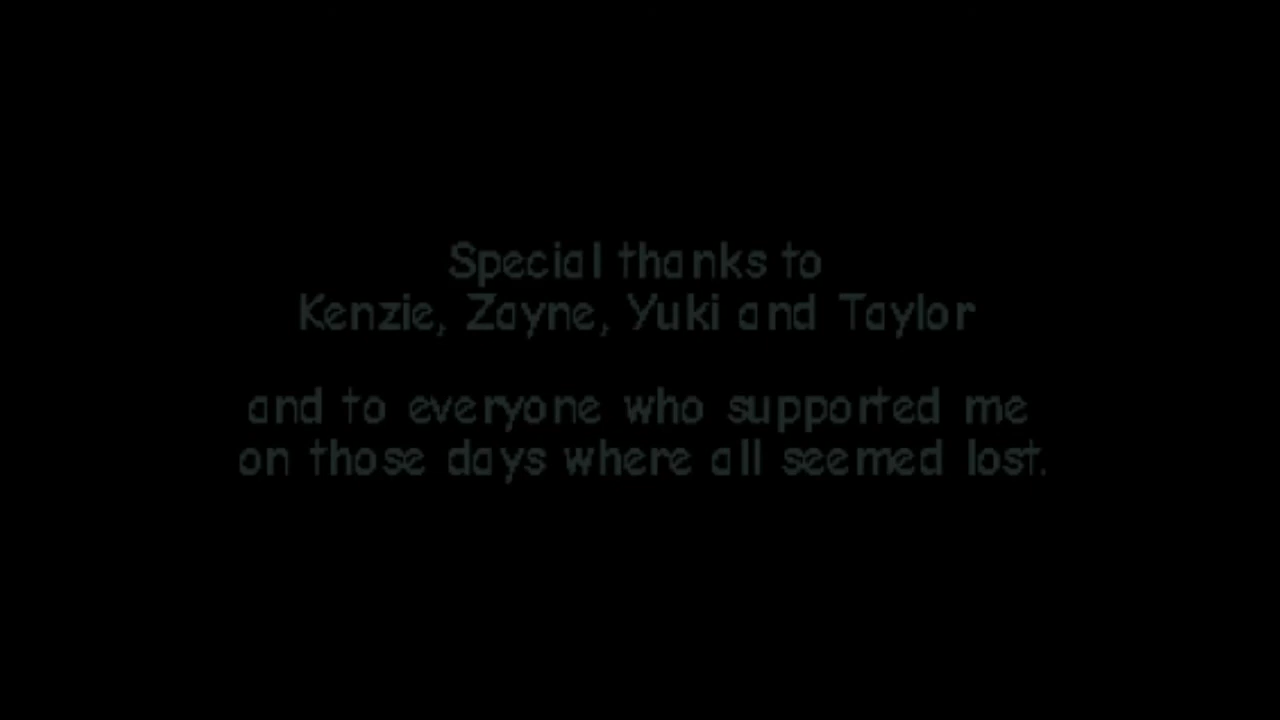 Special thanks to
Kenzie, Zayne, Yuki and Taylor
and to everyone who supported me
on those days where all seemed lost.